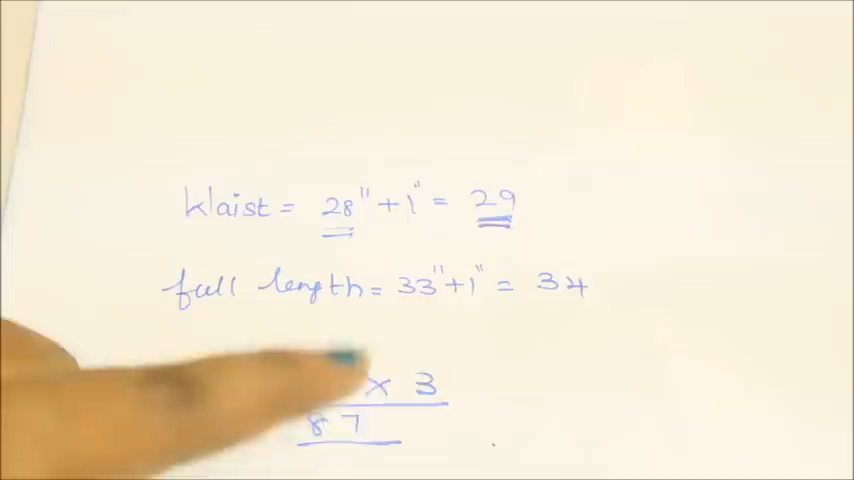 Waist = 28" + 1" = 29
full length = 33" + 1" = 34
x 3
87